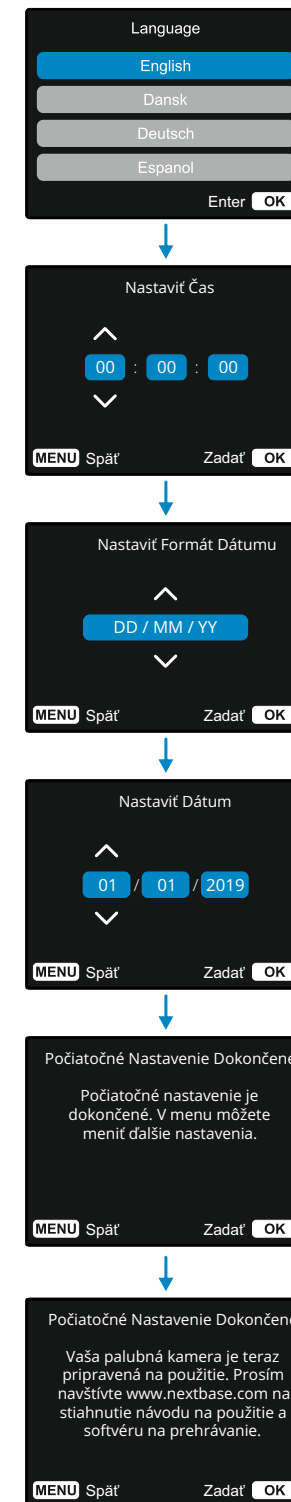 Language
English
Dansk
Deutsch
Espanol
Enter OK
Nastaviť Čas
00 : 00 : 00
MENU Späť Zadať OK
Nastaviť Formát Dátumu
DD / MM / YY
MENU Späť Zadať OK
Nastaviť Dátum
01 / 01 / 2019
MENU Späť Zadať OK
Počiatočné Nastavenie Dokončené
Počiatočné nastavenie je
dokončené. V menu môžete
meniť ďalšie nastavenia.
MENU Späť Zadať OK
Počiatočné Nastavenie Dokončené
Vaša palubná kamera je teraz
pripravená na použitie. Prosím
navštívte www.nextbase.com na
stiahnutie návodu na použitie a
softvéru na prehrávanie.
MENU Späť Zadať OK